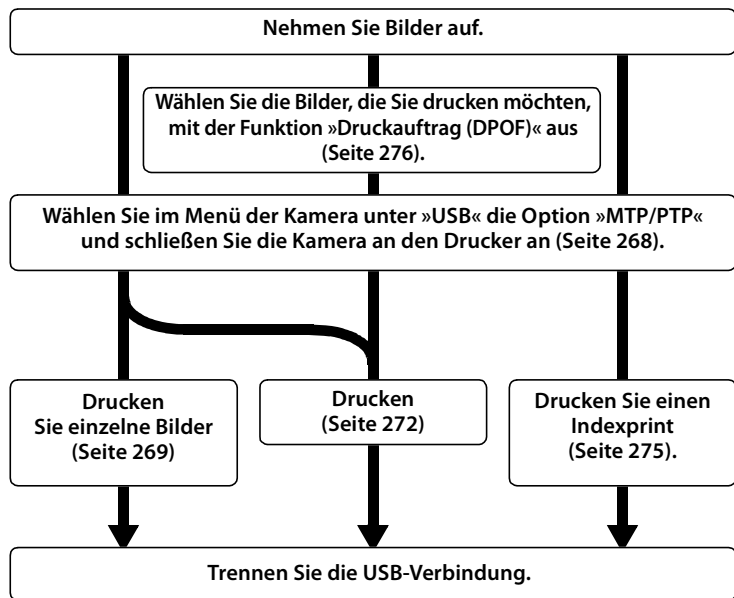 Nehmen Sie Bilder auf.
Wählen Sie die Bilder, die Sie drucken möchten,
mit der Funktion »Druckauftrag (DPOF)« aus
(Seite 276).
Wählen Sie im Menü der Kamera unter »USB« die Option »MTP/PTP«
und schließen Sie die Kamera an den Drucker an (Seite 268).
Drucken
Sie einzelne Bilder
(Seite 269)
Drucken
(Seite 272)
Drucken Sie einen
Indexprint
(Seite 275).
Trennen Sie die USB-Verbindung.